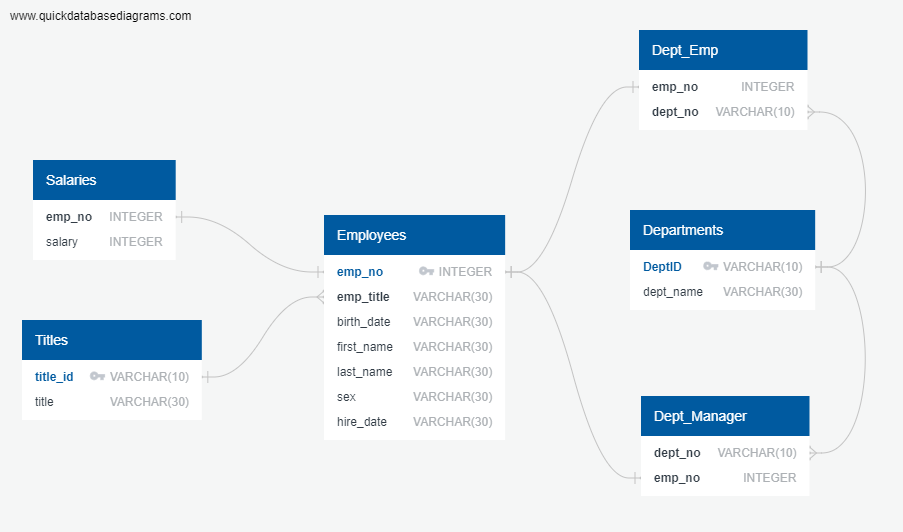 www.quickdatabasediagrams.com
Salaries
emp_no INTEGER
salary INTEGER
Titles
title_id VARCHAR(10)
title VARCHAR(30)
Employees
emp_no INTEGER
emp_title VARCHAR(30)
birth_date VARCHAR(30)
first_name VARCHAR(30)
last_name VARCHAR(30)
sex VARCHAR(30)
hire_date VARCHAR(30)
Dept_Emp
emp_no INTEGER
dept_no VARCHAR(10)
Departments
DeptID VARCHAR(10)
dept_name VARCHAR(30)
Dept_Manager
dept_no VARCHAR(10)
emp_no INTEGER